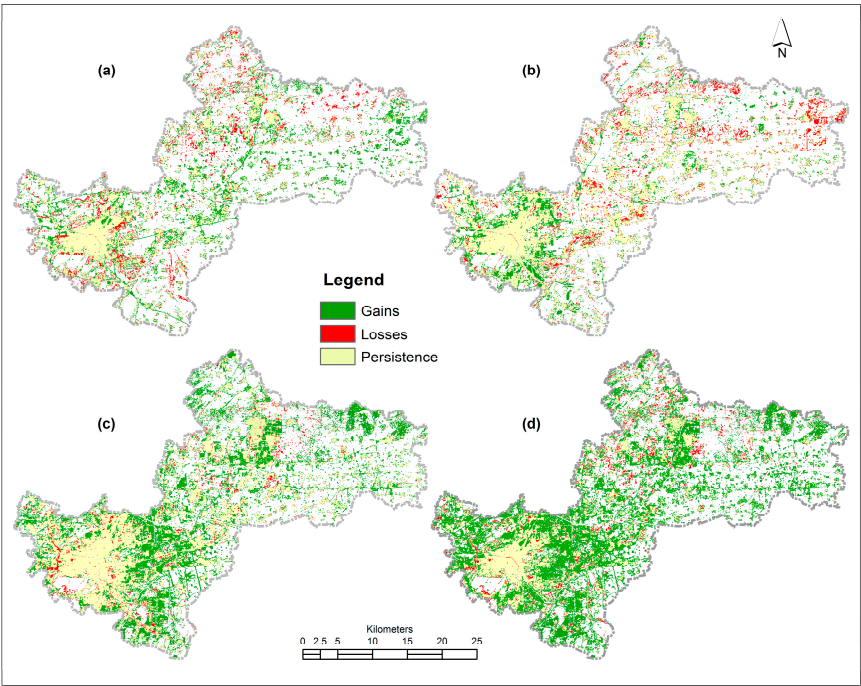 (a)
(b)
N
Legend
Gains
Losses
Persistence
(c)
(d)
Kilometers
0 2.5 5 10 15 20 25